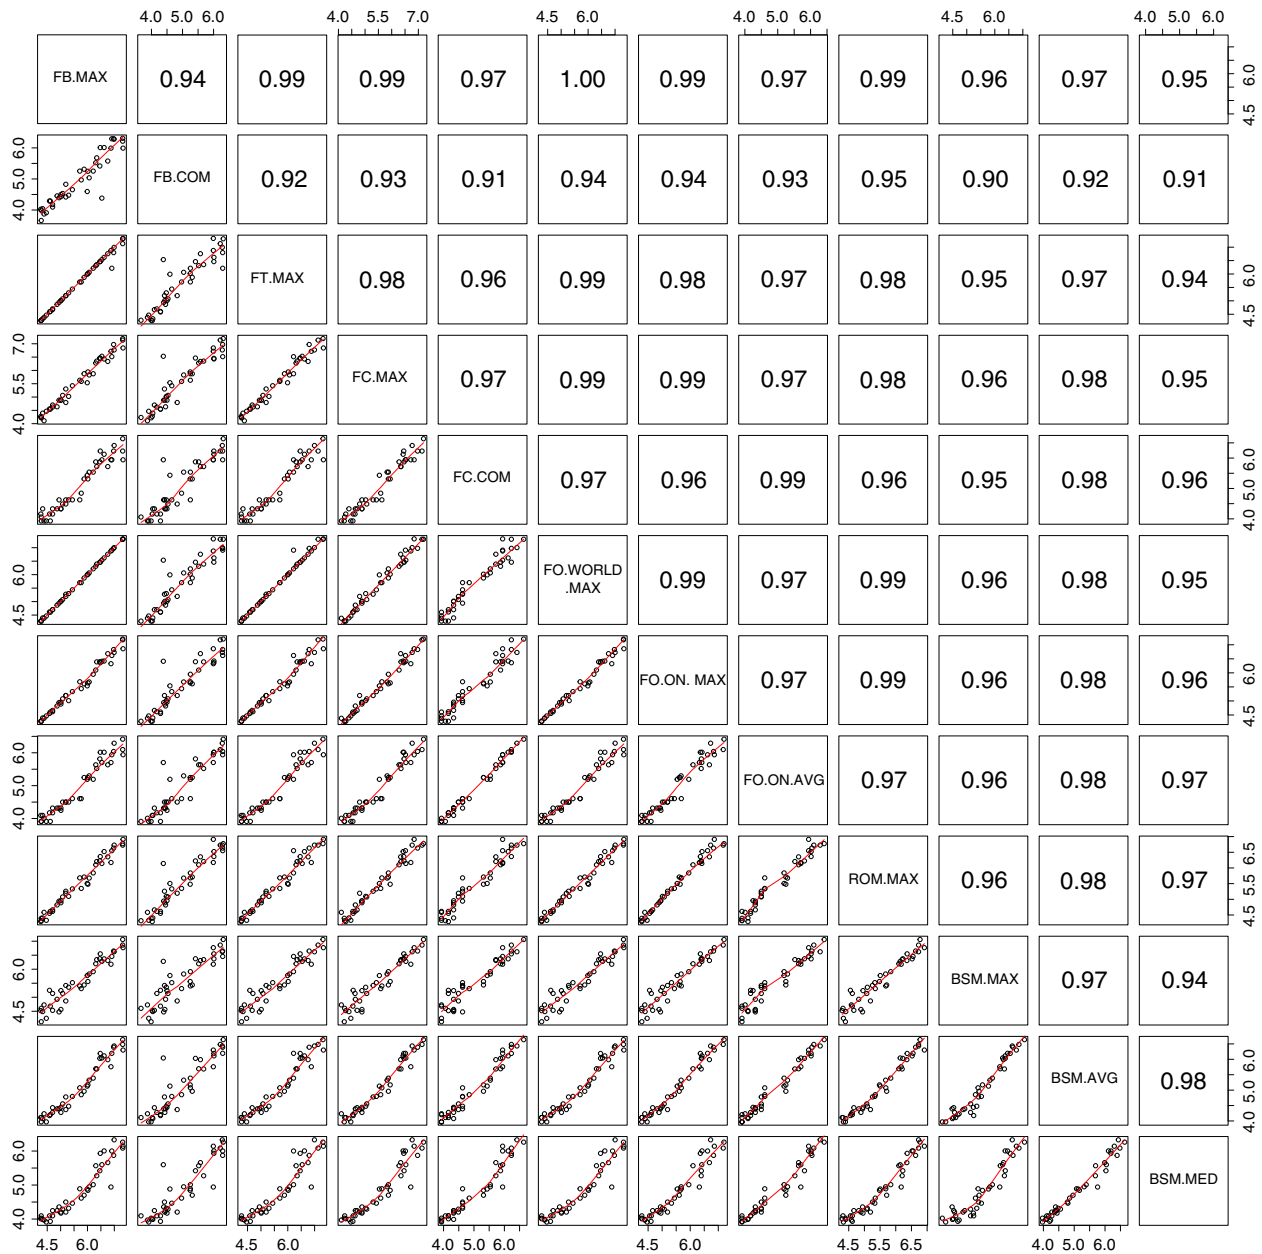 4.0 5.0 6.0 4.0 5.5 7.0 4.5 6.0 4.0 5.0 6.0 4.5 6.0 4.0 5.0 6.0
FB.MAX 0.94 0.99 0.99 0.97 1.00 0.99 0.97 0.99 0.96 0.97 0.95 4.5 6.0
4.0 5.0 6.0 FB.COM 0.92 0.93 0.91 0.94 0.94 0.93 0.95 0.90 0.92 0.91
FT.MAX 0.98 0.96 0.99 0.98 0.97 0.98 0.95 0.97 0.94 4.5 6.0
4.0 5.5 7.0 FC.MAX 0.97 0.99 0.99 0.97 0.98 0.96 0.98 0.95
FC.COM 0.97 0.96 0.99 0.96 0.95 0.98 0.96 4.0 5.0 6.0
4.5 6.0 FO.WORLD
.MAX 0.99 0.97 0.99 0.96 0.98 0.95
FO.ON. MAX 0.97 0.99 0.96 0.98 0.96 4.5 6.0
4.0 5.0 6.0 FO.ON.AVG 0.97 0.96 0.98 0.97
ROM.MAX 0.96 0.98 0.97 4.5 5.5 6.5
4.5 6.0 BSM.MAX 0.97 0.94
BSM.AVG 0.98 4.0 5.0 6.0
4.0 5.0 6.0 BSM.MED
4.5 6.0 4.5 6.0 4.0 5.0 6.0 4.5 6.0 4.5 5.5 6.5 4.0 5.0 6.0